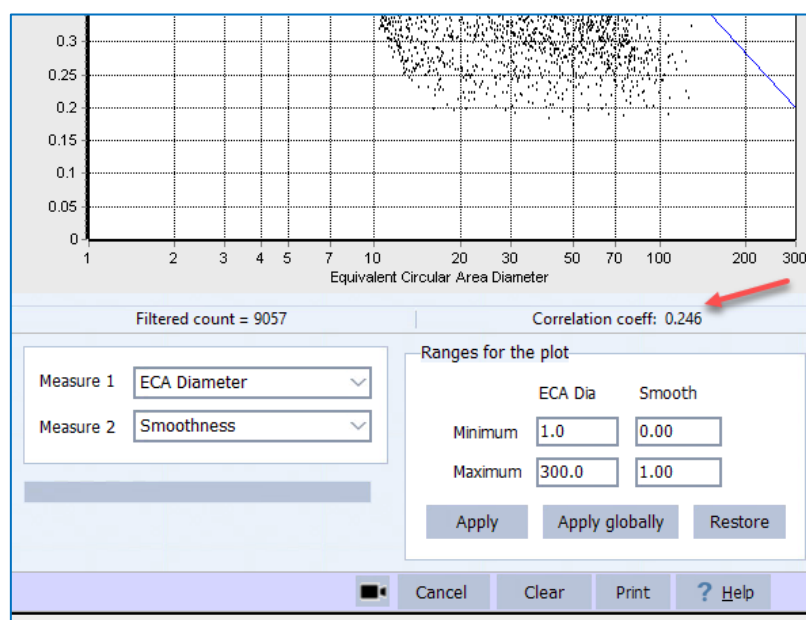 0.3
0.25
0.2
0.15
0.1
0.05
0
1 2 3 4 5 7 10 20 30 50 70 100 200 300
Equivalent Circular Area Diameter
Filtered count = 9057 Correlation coeff: 0.246
Ranges for the plot
Measure 1 ECA Diameter
Measure 2 Smoothness
ECA Dia Smooth
Minimum 1.0 0.00
Maximum 300.0 1.00
Apply Apply globally Restore
Cancel Clear Print ? Help